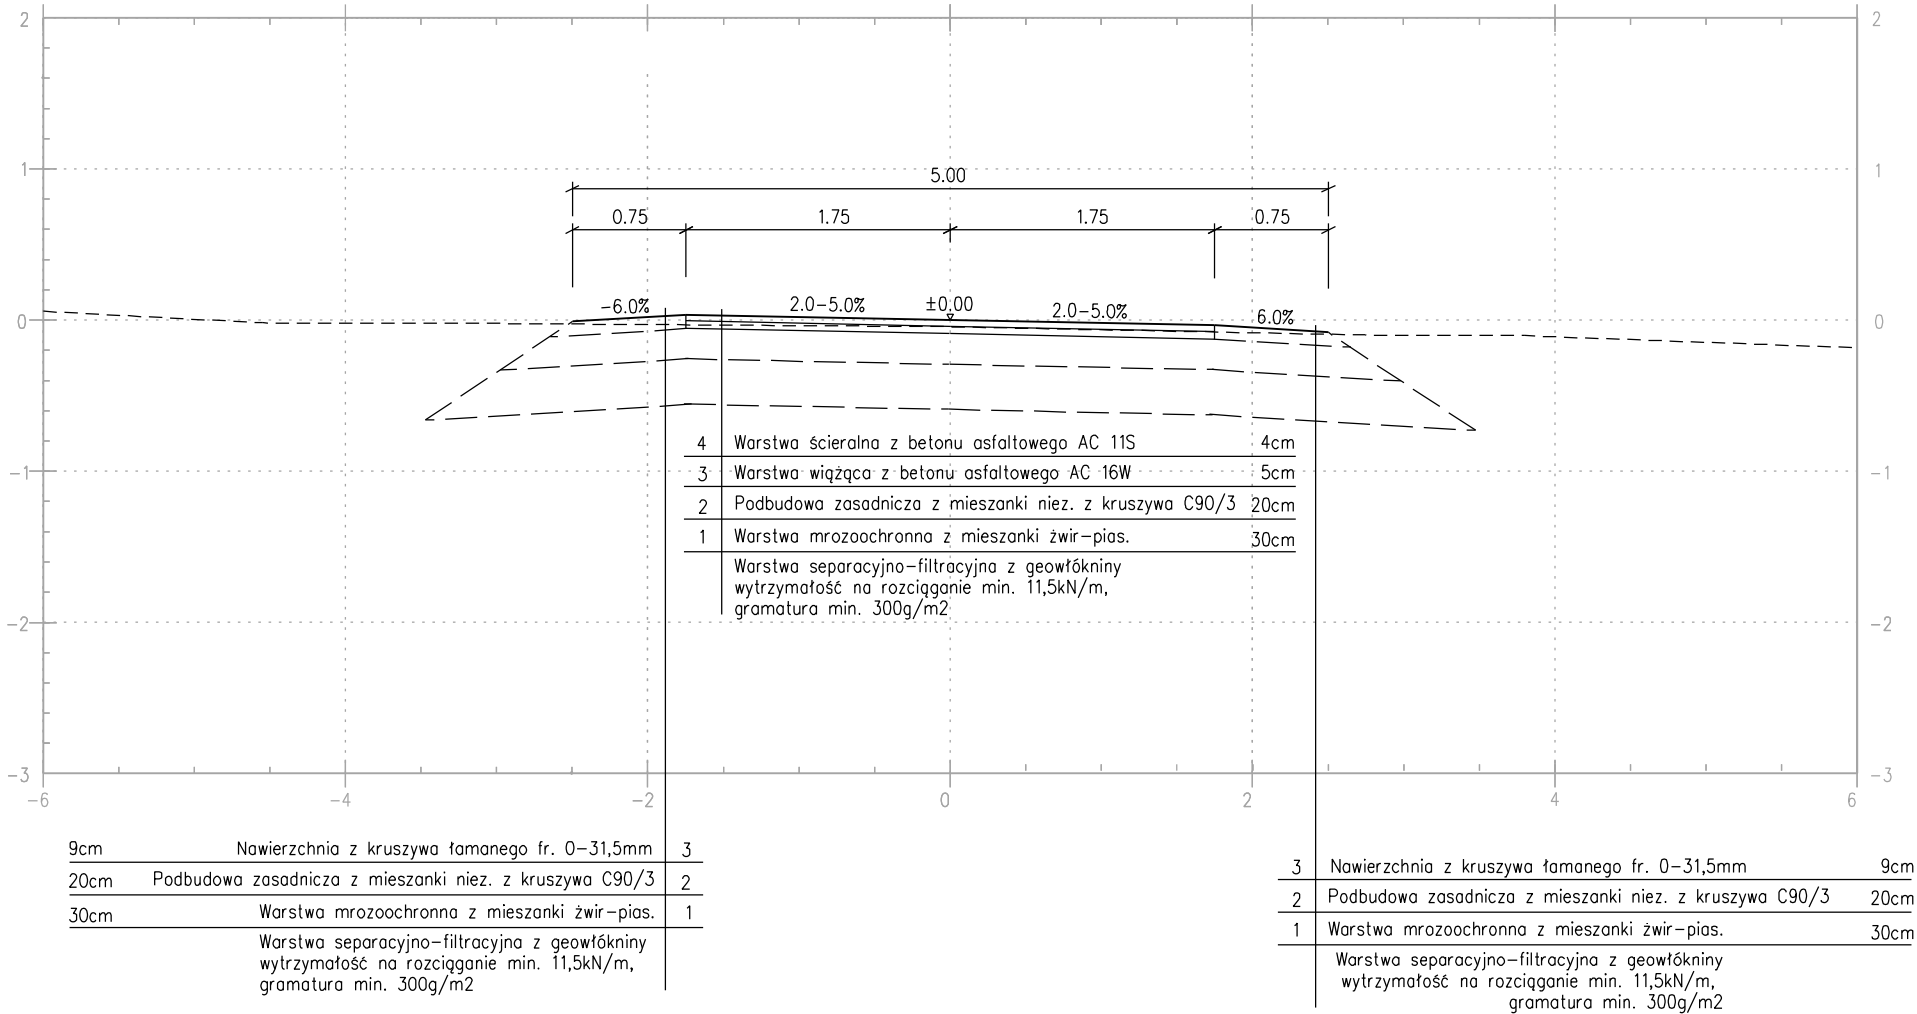 2 2
1 1
5.00
0.75 1.75 1.75 0.75
-6.0% 2.0-5.0% ±0.00 2.0-5.0% 6.0%
0 0
4 Warstwa ścieralna z betonu asfaltowego AC 11S 4cm
-1 3 Warstwa wiążąca z betonu asfaltowego AC 16W 5cm -1
2 Podbudowa zasadnicza z mieszanki niez. z kruszywa C90/3 20cm
1 Warstwa mrozoochronna z mieszanki żwir-pias. 30cm
Warstwa separacyjno-filtracyjna z geowłókniny
wytrzymałość na rozciąganie min. 11,5kN/m,
gramatura min. 300g/m2
-2 -2
-3 -3
-6 -4 -2 0 2 4 6
9cm Nawierzchnia z kruszywa łamanego fr. 0-31,5mm 3
20cm Podbudowa zasadnicza z mieszanki niez. z kruszywa C90/3 2
30cm Warstwa mrozoochronna z mieszanki żwir-pias. 1
Warstwa separacyjno-filtracyjna z geowłókniny
wytrzymałość na rozciąganie min. 11,5kN/m,
gramatura min. 300g/m2
3 Nawierzchnia z kruszywa łamanego fr. 0-31,5mm 9cm
2 Podbudowa zasadnicza z mieszanki niez. z kruszywa C90/3 20cm
1 Warstwa mrozoochronna z mieszanki żwir-pias. 30cm
Warstwa separacyjno-filtracyjna z geowłókniny
wytrzymałość na rozciąganie min. 11,5kN/m,
gramatura min. 300g/m2